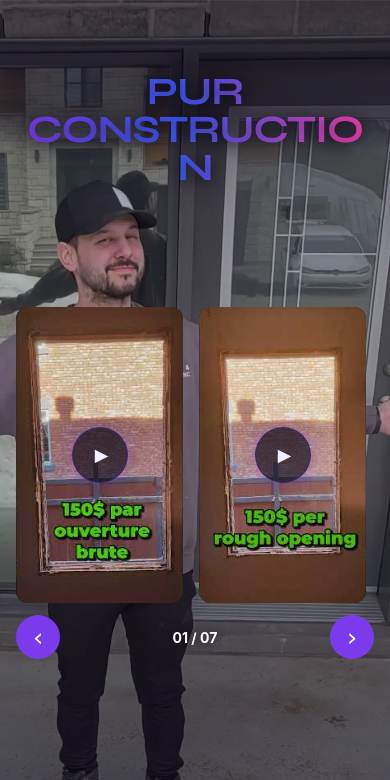 PUR
CONSTRUCTIO
N
150$ par
ouverture
brute
150$ per
rough opening
01 / 07